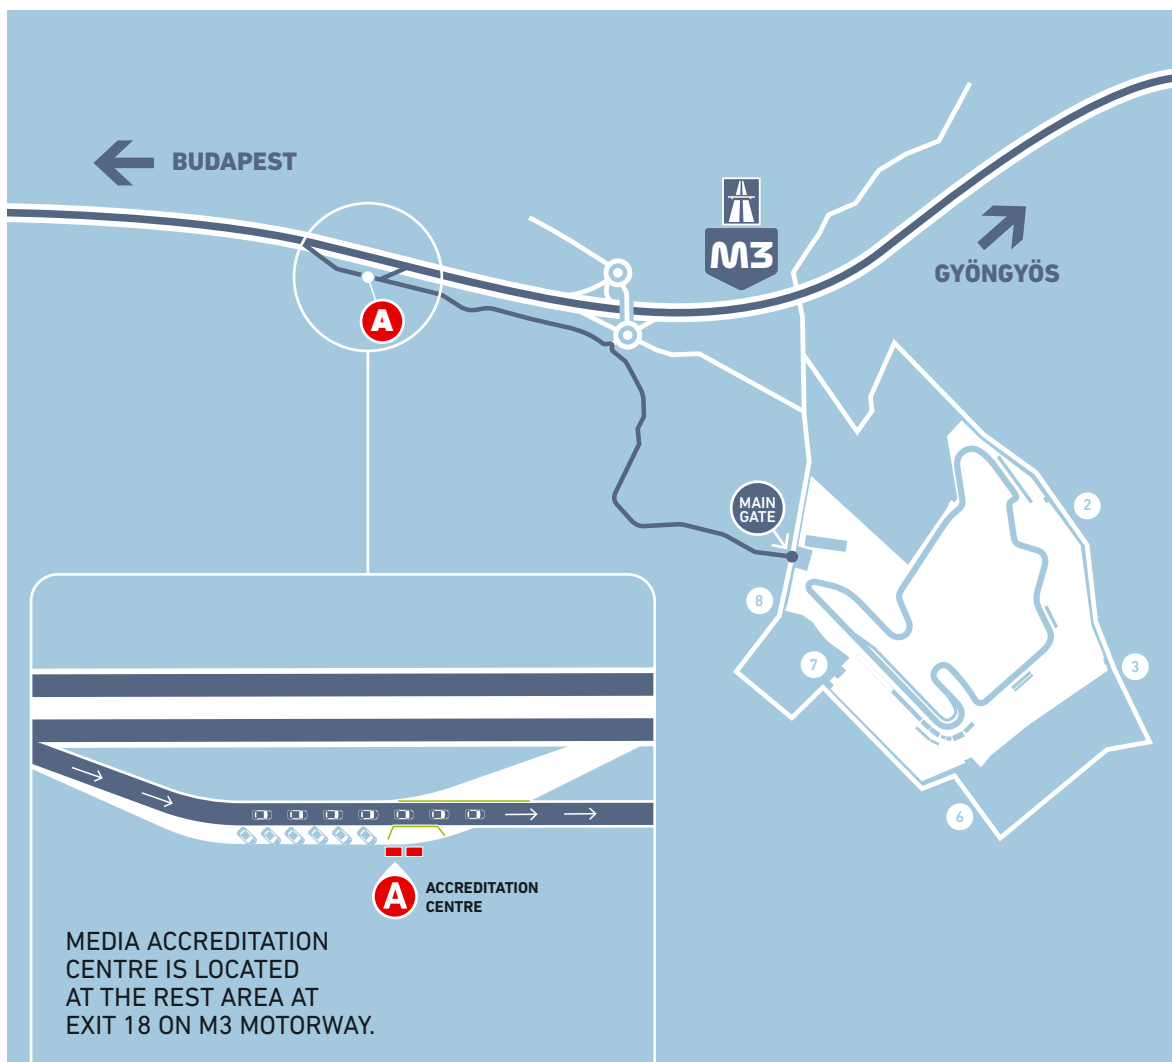 BUDAPEST
M3
GYÖNGYÖS
A
MAIN
GATE
2
8
7
3
6
A
ACCREDITATION
CENTRE
MEDIA ACCREDITATION
CENTRE IS LOCATED
AT THE REST AREA AT
EXIT 18 ON M3 MOTORWAY.